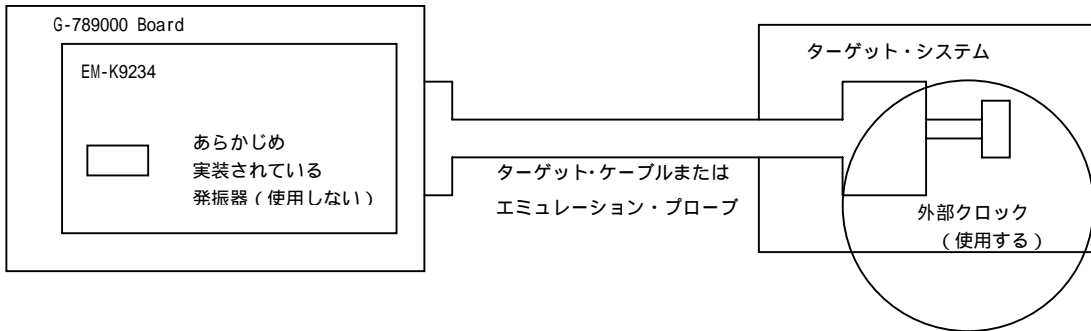 G-789000 Board
EM-K9234
あらかじめ
実装されている
発振器(使用しない)
ターゲット・ケーブルまたは
エミュレーション・プローブ
ターゲット・システム
外部クロック
(使用する)